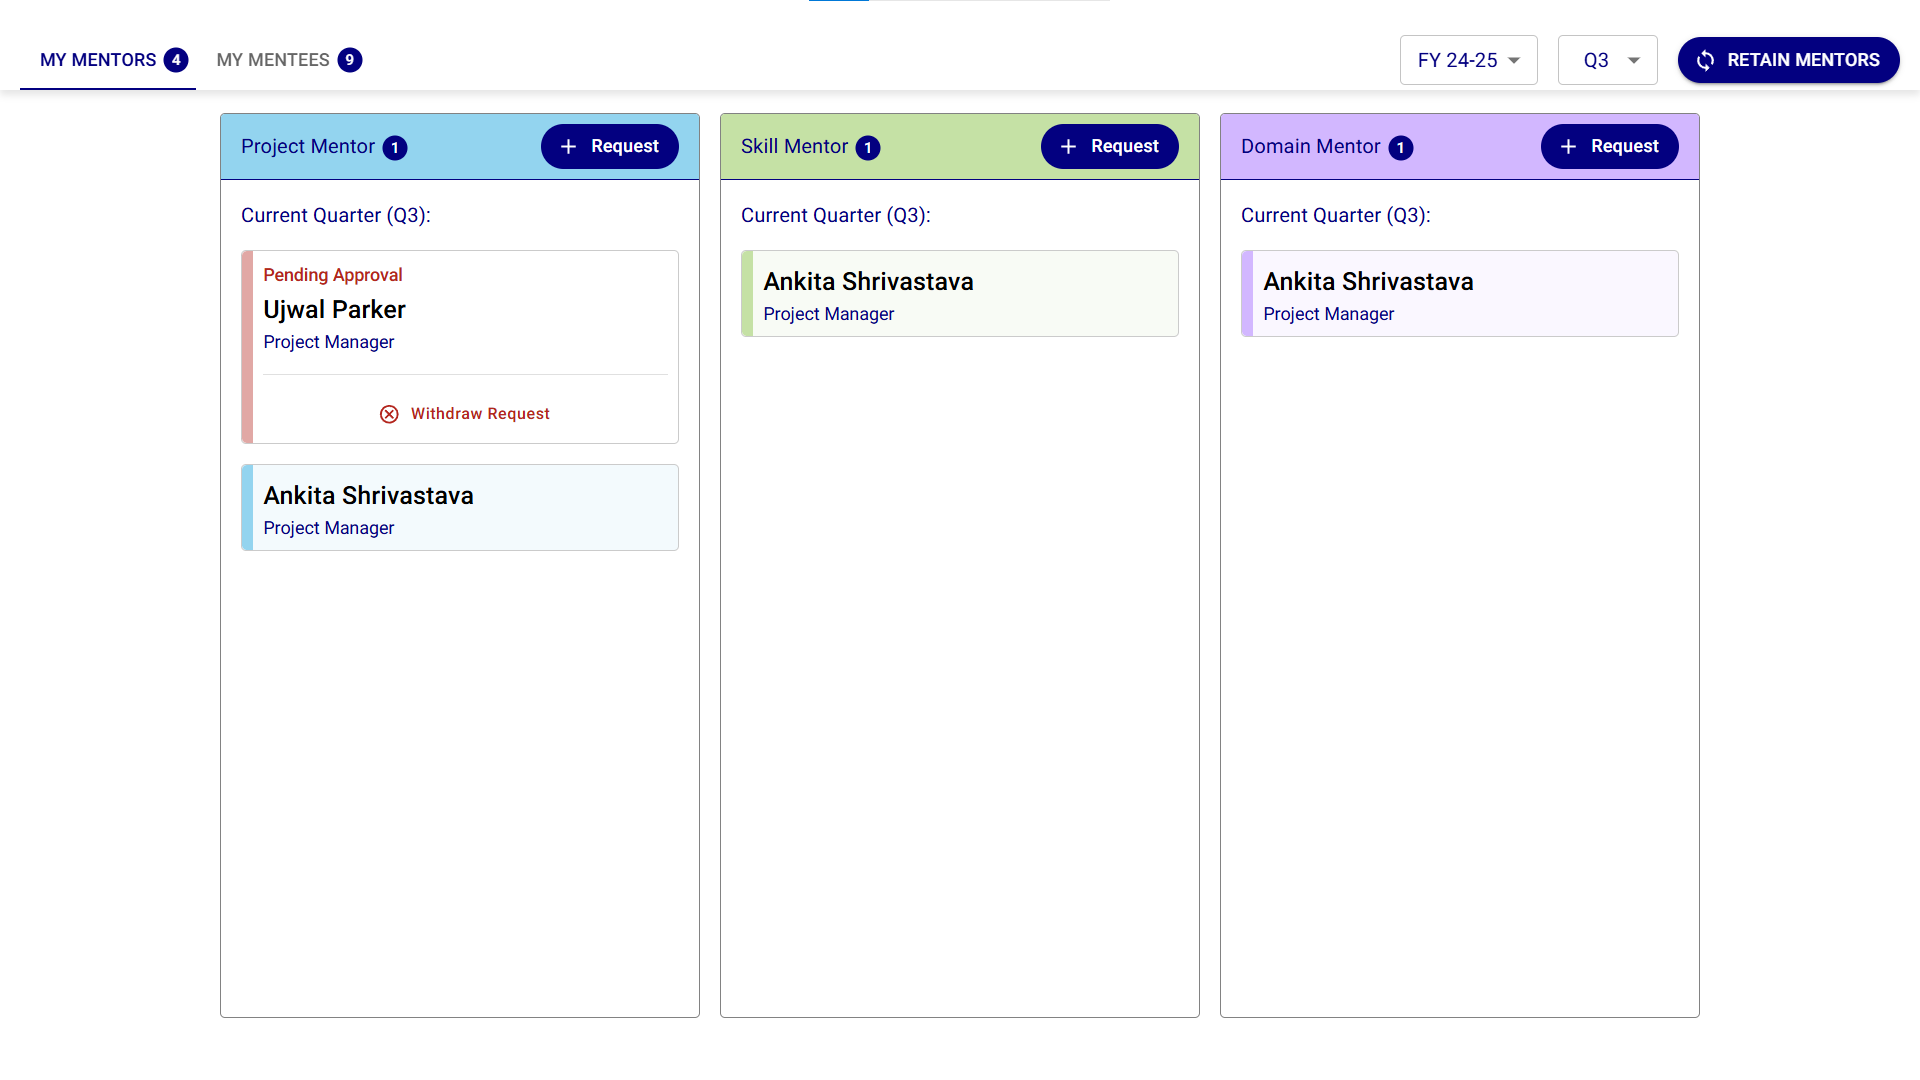 MY MENTORS 4 MY MENTEES 9 FY 24-25 Q3 RETAIN MENTORS
Project Mentor 1 + Request
Current Quarter (Q3):
Pending Approval
Ujwal Parker
Project Manager
Withdraw Request
Ankita Shrivastava
Project Manager
Skill Mentor 1 + Request
Current Quarter (Q3):
Ankita Shrivastava
Project Manager
Domain Mentor 1 + Request
Current Quarter (Q3):
Ankita Shrivastava
Project Manager